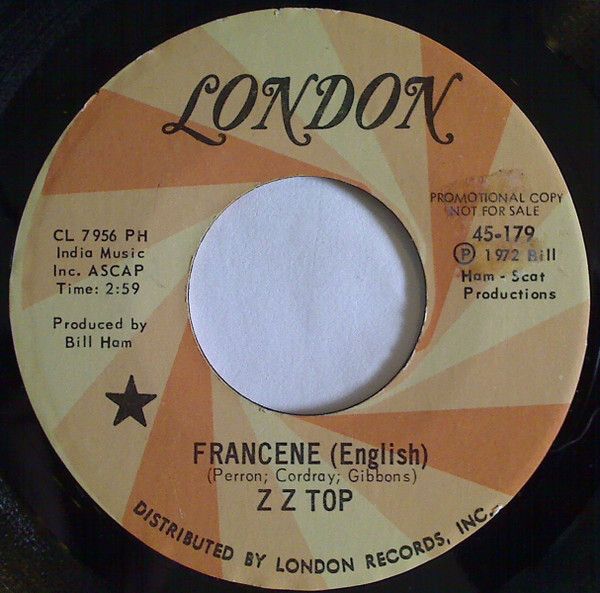 LONDON
CL 7956 PH
India Music
Inc. ASCAP
Time: 2:59
Produced by
Bill Ham
PROMOTIONAL COPY
NOT FOR SALE
45-179
Ⓟ 1972 Bill
Ham - Scat
Productions
FRANCENE (English)
(Perron; Cordray; Gibbons)
Z Z TOP
DISTRIBUTED BY LONDON RECORDS, INC.